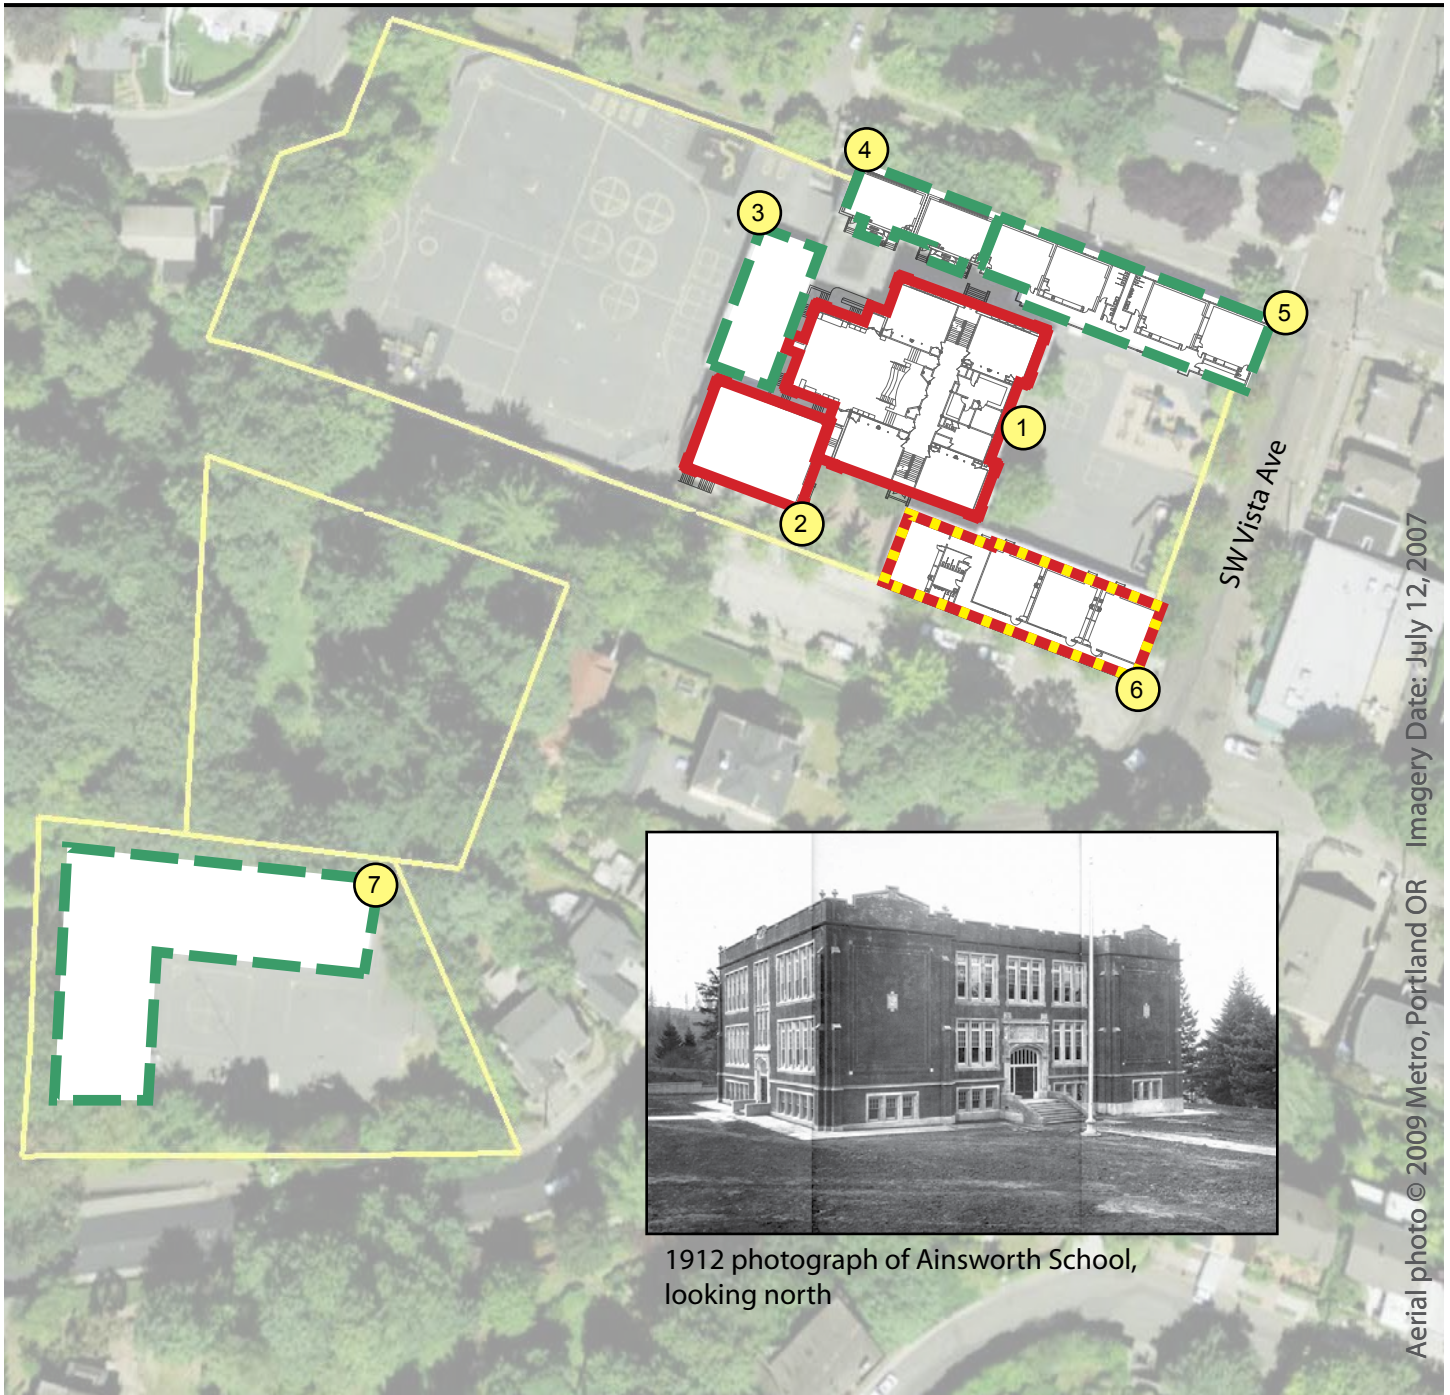 4
3
5
1
2
6
7
SW Vista Ave
1912 photograph of Ainsworth School,
looking north
Aerial photo © 2009 Metro, Portland OR Imagery Date: July 12, 2007